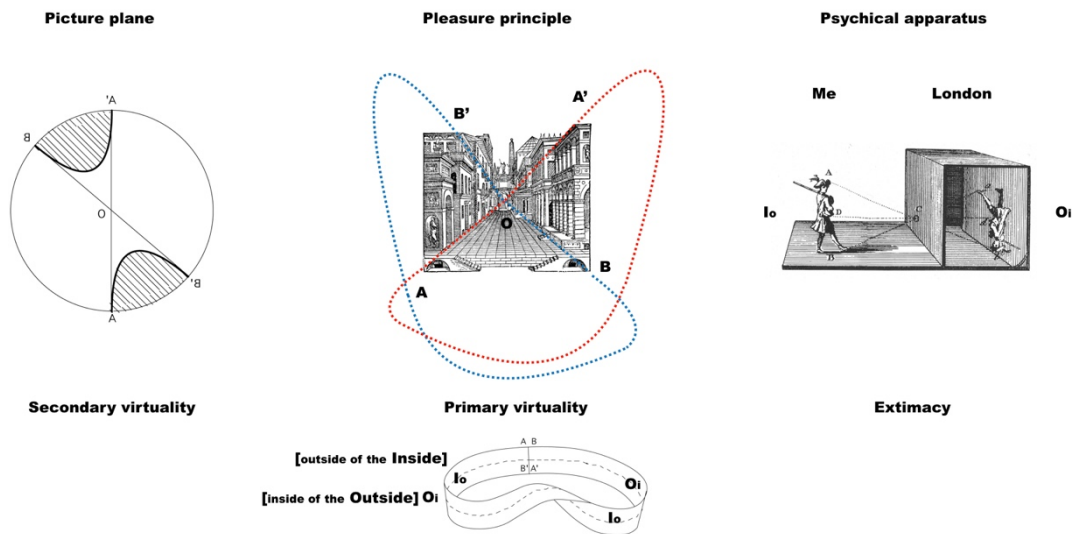 Picture plane
Pleasure principle
Psychical apparatus
A'
B
O
B'
A
B’
A’
O
A
B
Me
London
Io
Oi
A
D
C
B
Secondary virtuality
Primary virtuality
Extimacy
A B
B' A'
[outside of the Inside]
Io
Oi
[inside of the Outside] Oi
Io